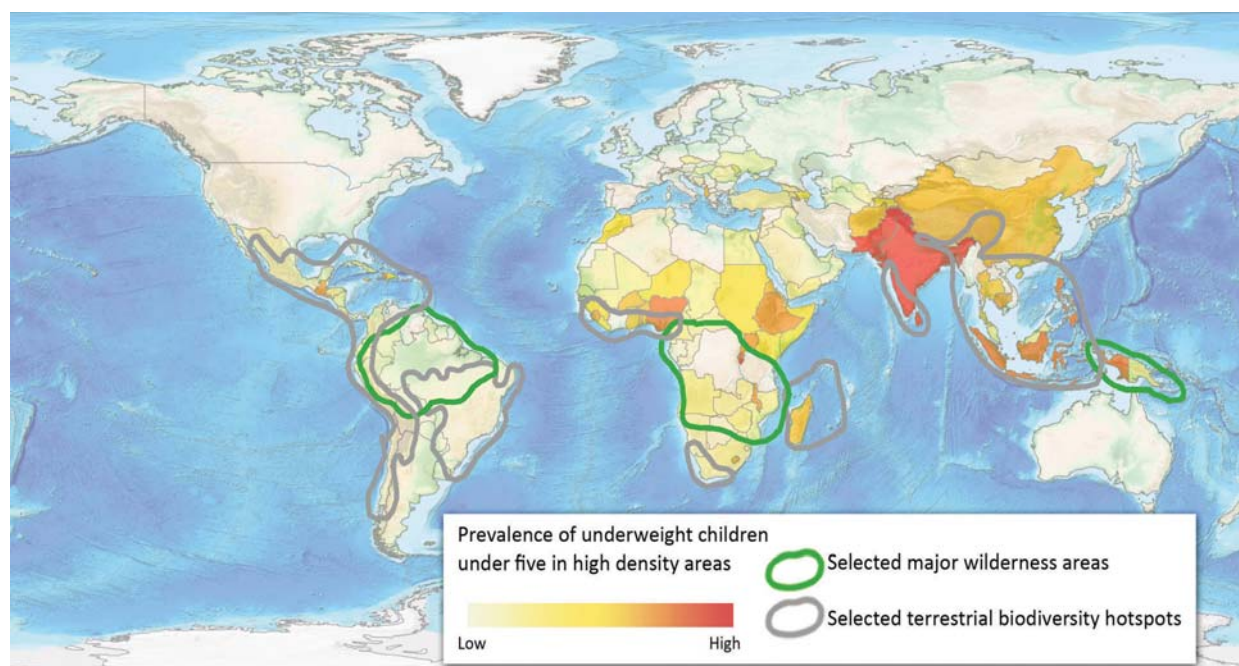 Prevalence of underweight children
under five in high density areas
Low
High
Selected major wilderness areas
Selected terrestrial biodiversity hotspots